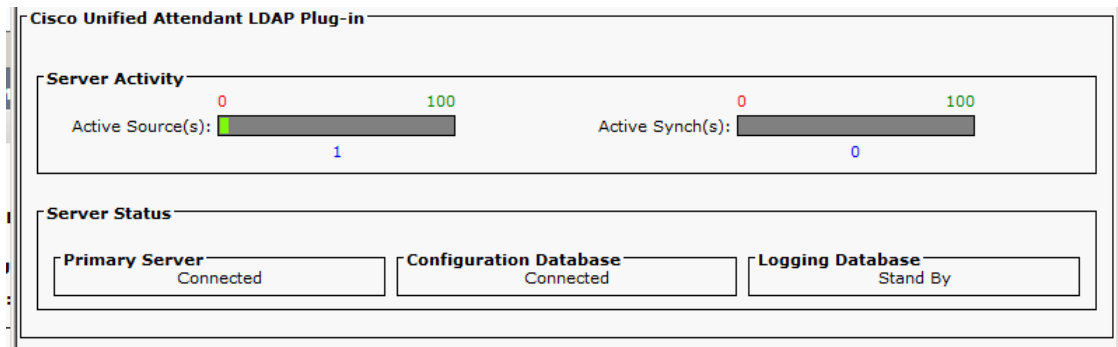 Cisco Unified Attendant LDAP Plug-in
Server Activity
0 100 0 100
Active Source(s): Active Synch(s):
1 0
Server Status
Primary Server Configuration Database Logging Database
Connected Connected Stand By